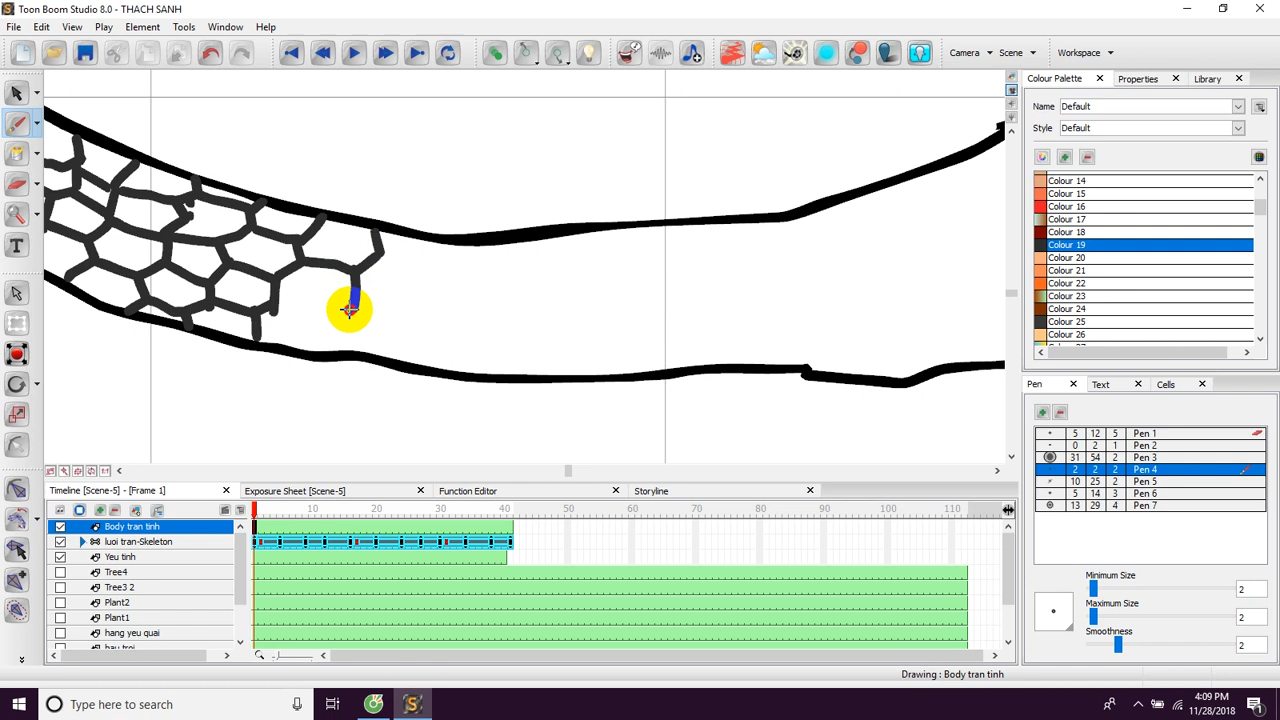 Toon Boom Studio 8.0 - THACH SANH
File Edit View Play Element Tools Window Help
Camera Scene Workspace
Colour Palette Properties Library
Name Default
Style Default
Colour 14
Colour 15
Colour 16
Colour 17
Colour 18
Colour 19
Colour 20
Colour 21
Colour 22
Colour 23
Colour 24
Colour 25
Colour 26
Pen Text Cells
5 12 5 Pen 1
0 2 1 Pen 2
31 54 2 Pen 3
2 2 2 Pen 4
10 25 2 Pen 5
5 14 3 Pen 6
13 29 4 Pen 7
Minimum Size
2
Maximum Size
2
Smoothness
2
Timeline [Scene-5] - [Frame 1] Exposure Sheet [Scene-5] Function Editor Storyline
10 20 30 40 50 60 70 80 90 100 110
Body tran tinh
luoi tran-Skeleton
Yeu tinh
Tree4
Tree3 2
Plant2
Plant1
hang yeu quai
hau troi
Drawing : Body tran tinh
Type here to search
4:09 PM
11/28/2018